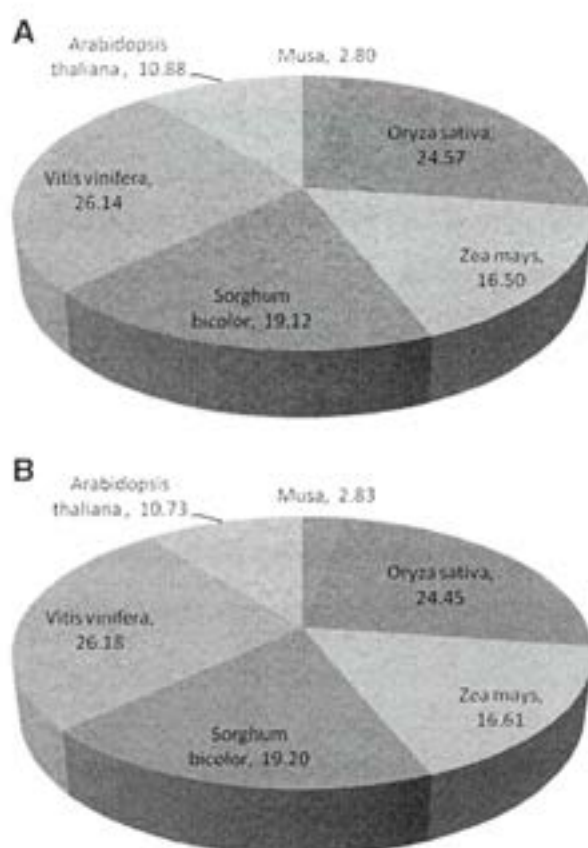 A
Arabidopsis
thaliana, 10.88
Musa, 2.80
Oryza sativa,
24.57
Vitis vinifera,
26.14
Zea mays,
16.50
Sorghum
bicolor, 19.12
B
Arabidopsis
thaliana, 10.73
Musa, 2.83
Oryza sativa,
24.45
Vitis vinifera,
26.18
Zea mays,
16.61
Sorghum
bicolor, 19.20